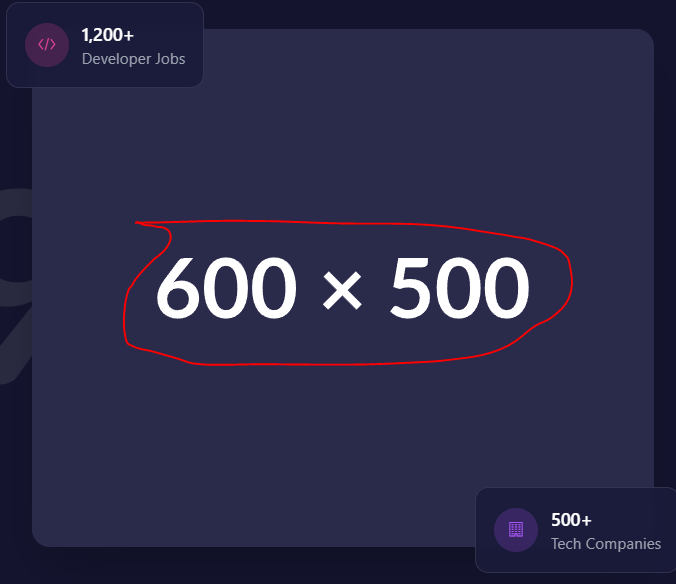 1,200+
Developer Jobs
600 × 500
500+
Tech Companies